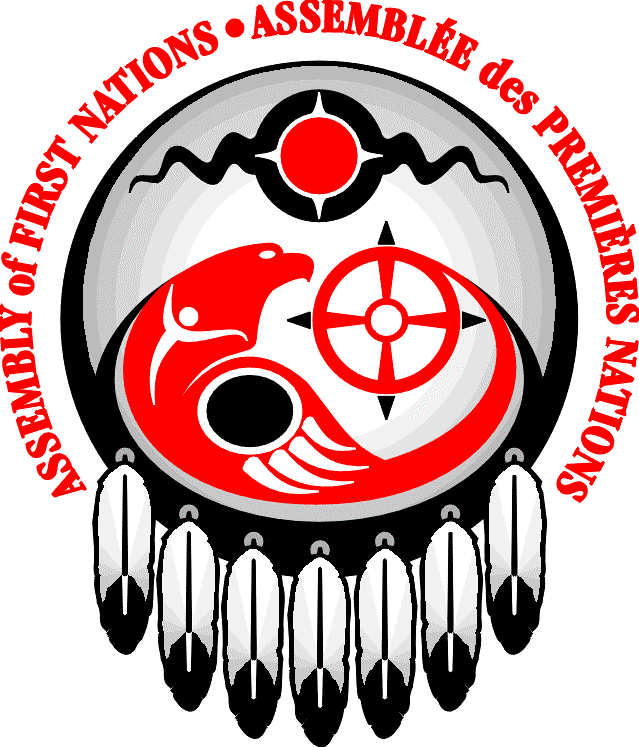 ASSEMBLY of FIRST NATIONS • ASSEMBLÉE des PREMIÈRES NATIONS